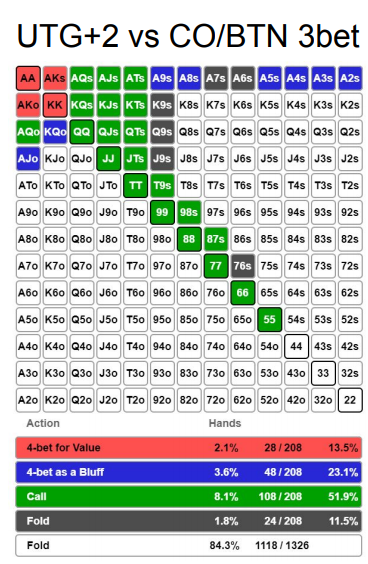 UTG+2 vs CO/BTN 3bet
AA AKs AQs AJs ATs A9s A8s A7s A6s A5s A4s A3s A2s
AKo KK KQs KJs KTs K9s K8s K7s K6s K5s K4s K3s K2s
AQo KQo QQ QJs QTs Q9s Q8s Q7s Q6s Q5s Q4s Q3s Q2s
AJo KJo QJo JJ JTs J9s J8s J7s J6s J5s J4s J3s J2s
ATo KTo QTo JTo TT T9s T8s T7s T6s T5s T4s T3s T2s
A9o K9o Q9o J9o T9o 99 98s 97s 96s 95s 94s 93s 92s
A8o K8o Q8o J8o T8o 98o 88 87s 86s 85s 84s 83s 82s
A7o K7o Q7o J7o T7o 97o 87o 77 76s 75s 74s 73s 72s
A6o K6o Q6o J6o T6o 96o 86o 76o 66 65s 64s 63s 62s
A5o K5o Q5o J5o T5o 95o 85o 75o 65o 55 54s 53s 52s
A4o K4o Q4o J4o T4o 94o 84o 74o 64o 54o 44 43s 42s
A3o K3o Q3o J3o T3o 93o 83o 73o 63o 53o 43o 33 32s
A2o K2o Q2o J2o T2o 92o 82o 72o 62o 52o 42o 32o 22
Action Hands
4-bet for Value 2.1% 28 / 208 13.5%
4-bet as a Bluff 3.6% 48 / 208 23.1%
Call 8.1% 108 / 208 51.9%
Fold 1.8% 24 / 208 11.5%
Fold 84.3% 1118 / 1326